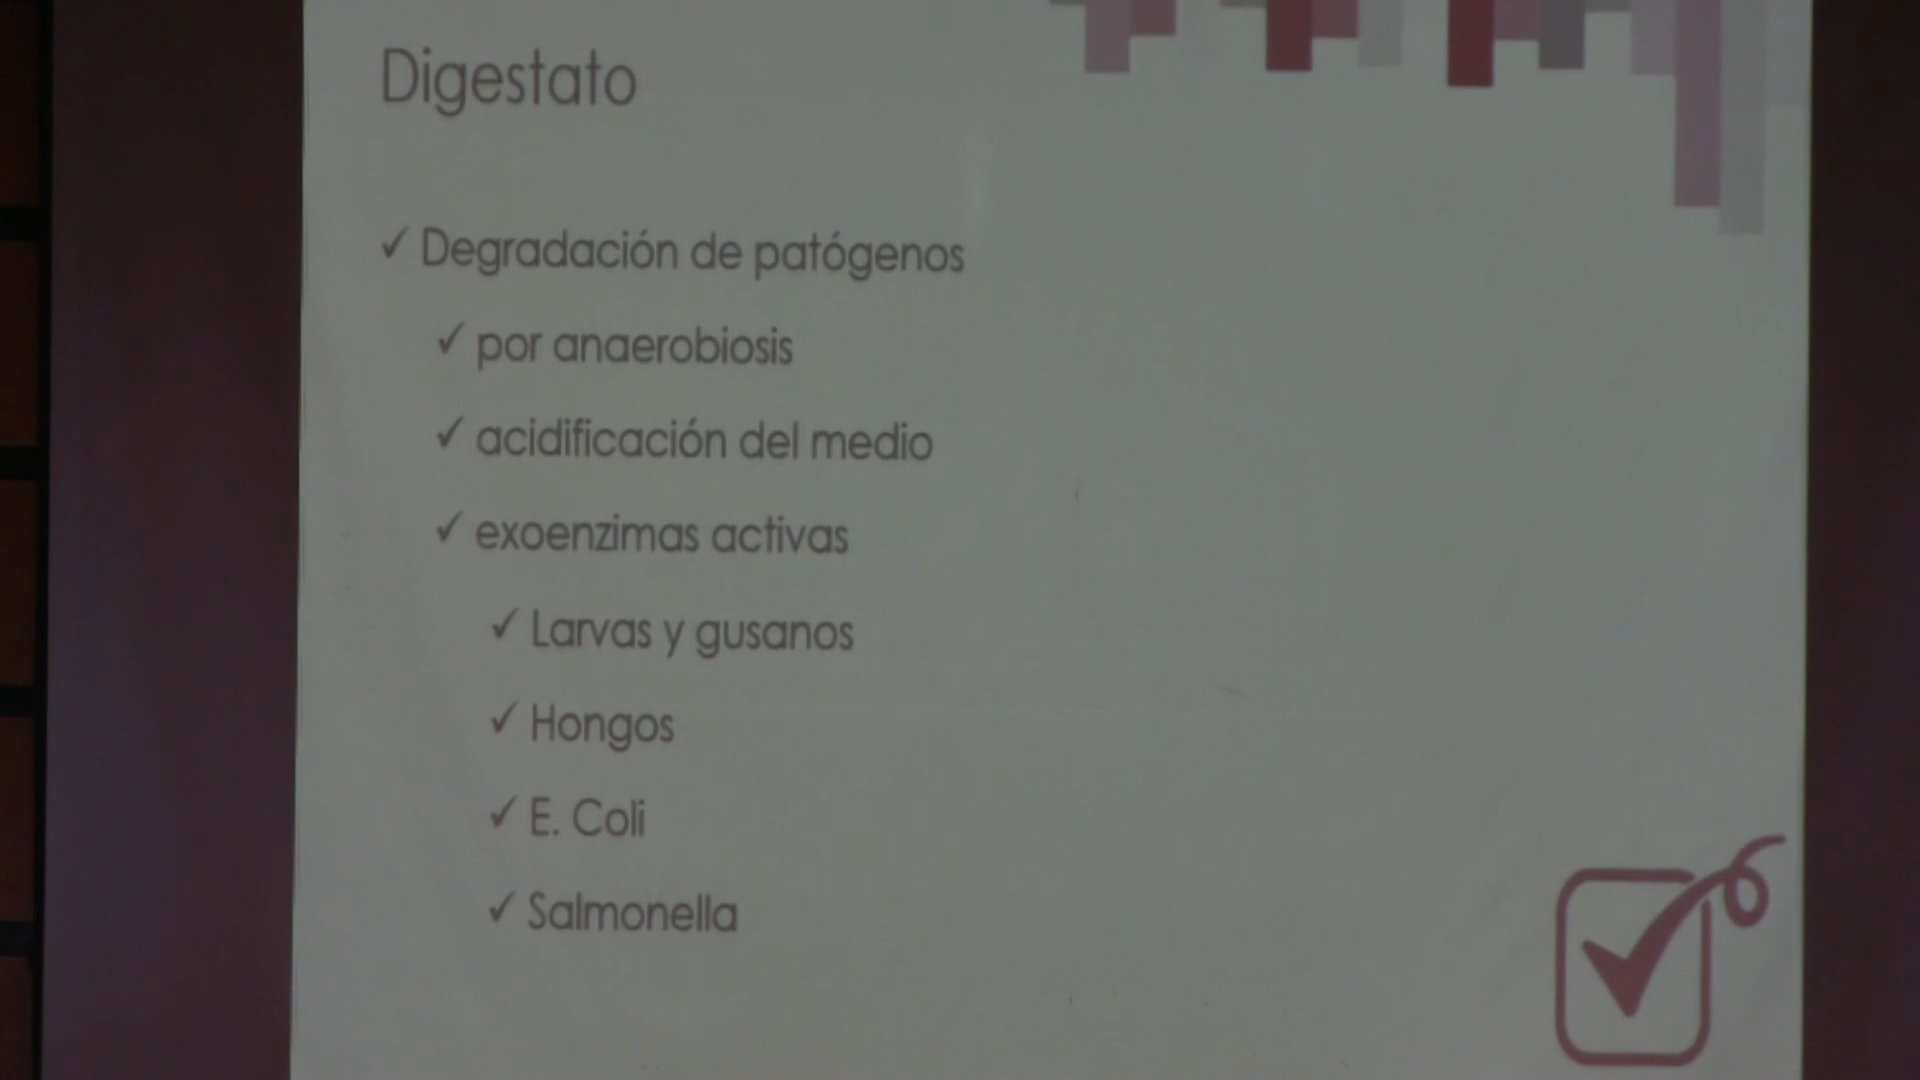 Digestato
✓ Degradación de patógenos
✓ por anaerobiosis
✓ acidificación del medio
✓ exoenzimas activas
✓ Larvas y gusanos
✓ Hongos
✓ E. Coli
✓ Salmonella